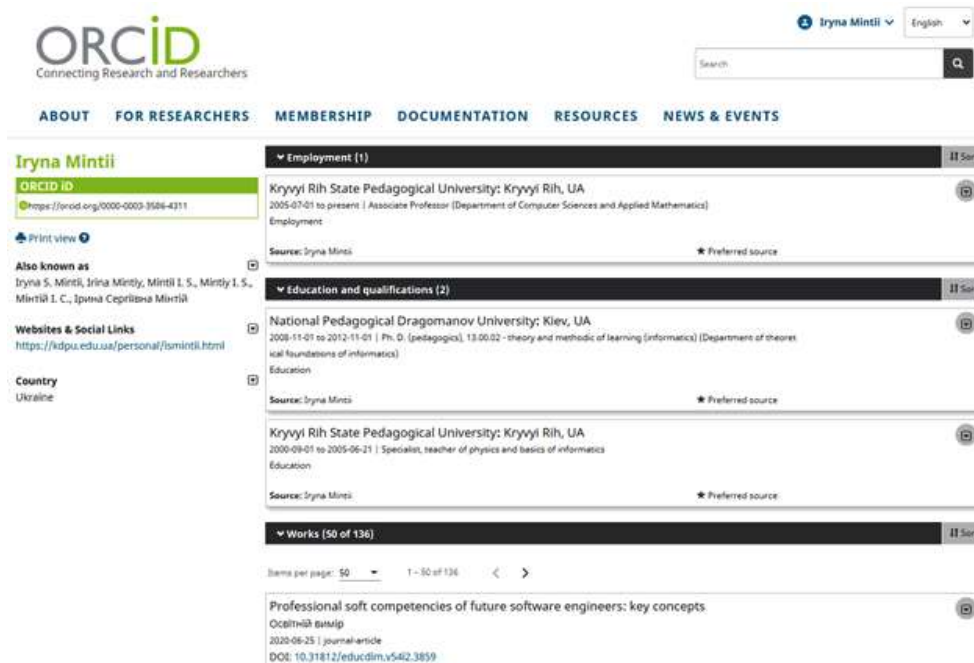 ORCID
Connecting Research and Researchers
Iryna Mintii
English
Search
ABOUT FOR RESEARCHERS MEMBERSHIP DOCUMENTATION RESOURCES NEWS & EVENTS
Iryna Mintii
ORCID iD
https://orcid.org/0000-0003-3586-4311
Print view
Also known as
Iryna S. Mintii, Irina Mintiy, Mintii I. S., Mintiy I. S.,
Мінтій І. С., Ірина Сергіївна Мінтій
Websites & Social Links
https://kdpu.edu.ua/personal/ismintii.html
Country
Ukraine
Employment (1)
Sor
Kryvyi Rih State Pedagogical University: Kryvyi Rih, UA
2005-07-01 to present | Associate Professor (Department of Computer Sciences and Applied Mathematics)
Employment
Source: Iryna Mintii Preferred source
Education and qualifications (2)
Sor
National Pedagogical Dragomanov University: Kiev, UA
2008-11-01 to 2012-11-01 | Ph. D. (pedagogics), 13.00.02 - theory and methodic of learning (informatics) (Department of theoret
ical foundations of informatics)
Education
Source: Iryna Mintii Preferred source
Kryvyi Rih State Pedagogical University: Kryvyi Rih, UA
2000-09-01 to 2005-06-21 | Specialist, teacher of physics and basics of informatics
Education
Source: Iryna Mintii Preferred source
Works (50 of 136)
Sor
Items per page: 50 1 – 50 of 136
Professional soft competencies of future software engineers: key concepts
Освітній вимір
2020-06-25 | journal-article
DOI: 10.31812/educdim.v54i2.3859